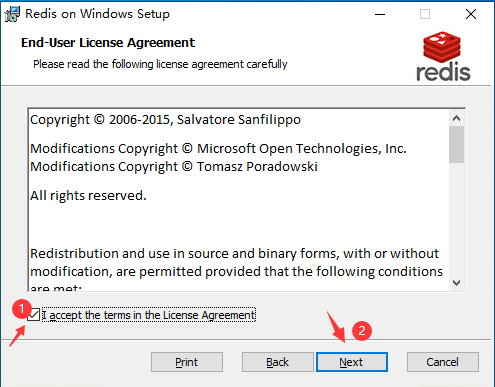 Redis on Windows Setup
End-User License Agreement
Please read the following license agreement carefully
redis
Copyright © 2006-2015, Salvatore Sanfilippo
Modifications Copyright © Microsoft Open Technologies, Inc.
Modifications Copyright © Tomasz Poradowski
All rights reserved.
Redistribution and use in source and binary forms, with or without
modification, are permitted provided that the following conditions
are met:
1
I accept the terms in the License Agreement
2
Print
Back
Next
Cancel